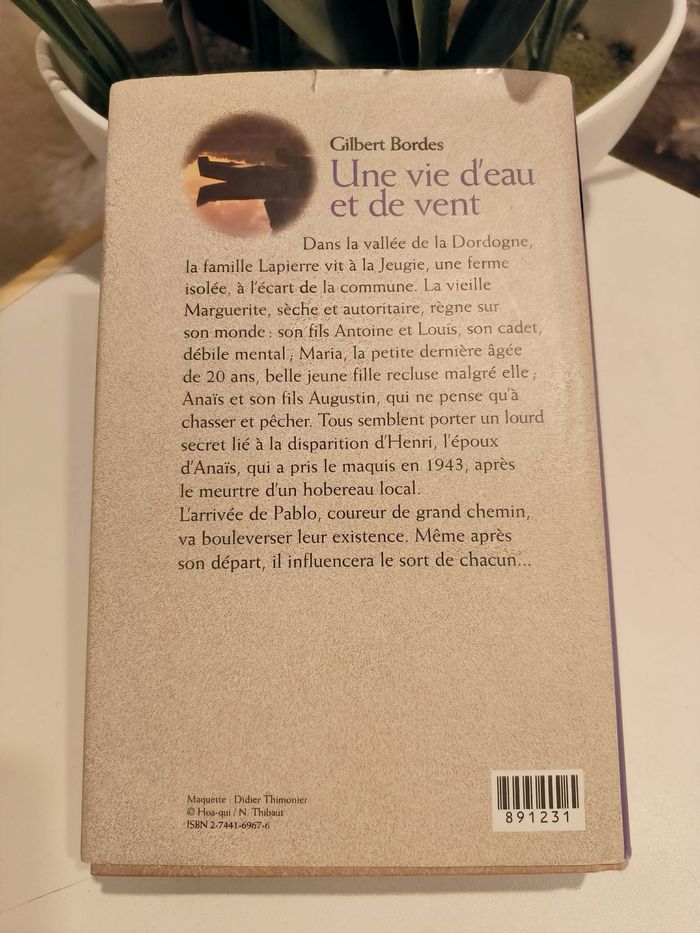 Gilbert Bordes
Une vie d'eau
et de vent
Dans la vallée de la Dordogne,
la famille Lapierre vit à la Jeugie, une ferme
isolée, à l'écart de la commune. La vieille
Marguerite, sèche et autoritaire, règne sur
son monde : son fils Antoine et Louis, son cadet,
débile mental ; Maria, la petite dernière âgée
de 20 ans, belle jeune fille recluse malgré elle ;
Anaïs et son fils Augustin, qui ne pense qu'à
chasser et pêcher. Tous semblent porter un lourd
secret lié à la disparition d'Henri, l'époux
d'Anaïs, qui a pris le maquis en 1943, après
le meurtre d'un hobereau local.
L'arrivée de Pablo, coureur de grand chemin,
va bouleverser leur existence. Même après
son départ, il influencera le sort de chacun...
Maquette : Didier Thimonier
© Hoa-qui / N. Thibaut
ISBN 2-7441-6967-6
891231